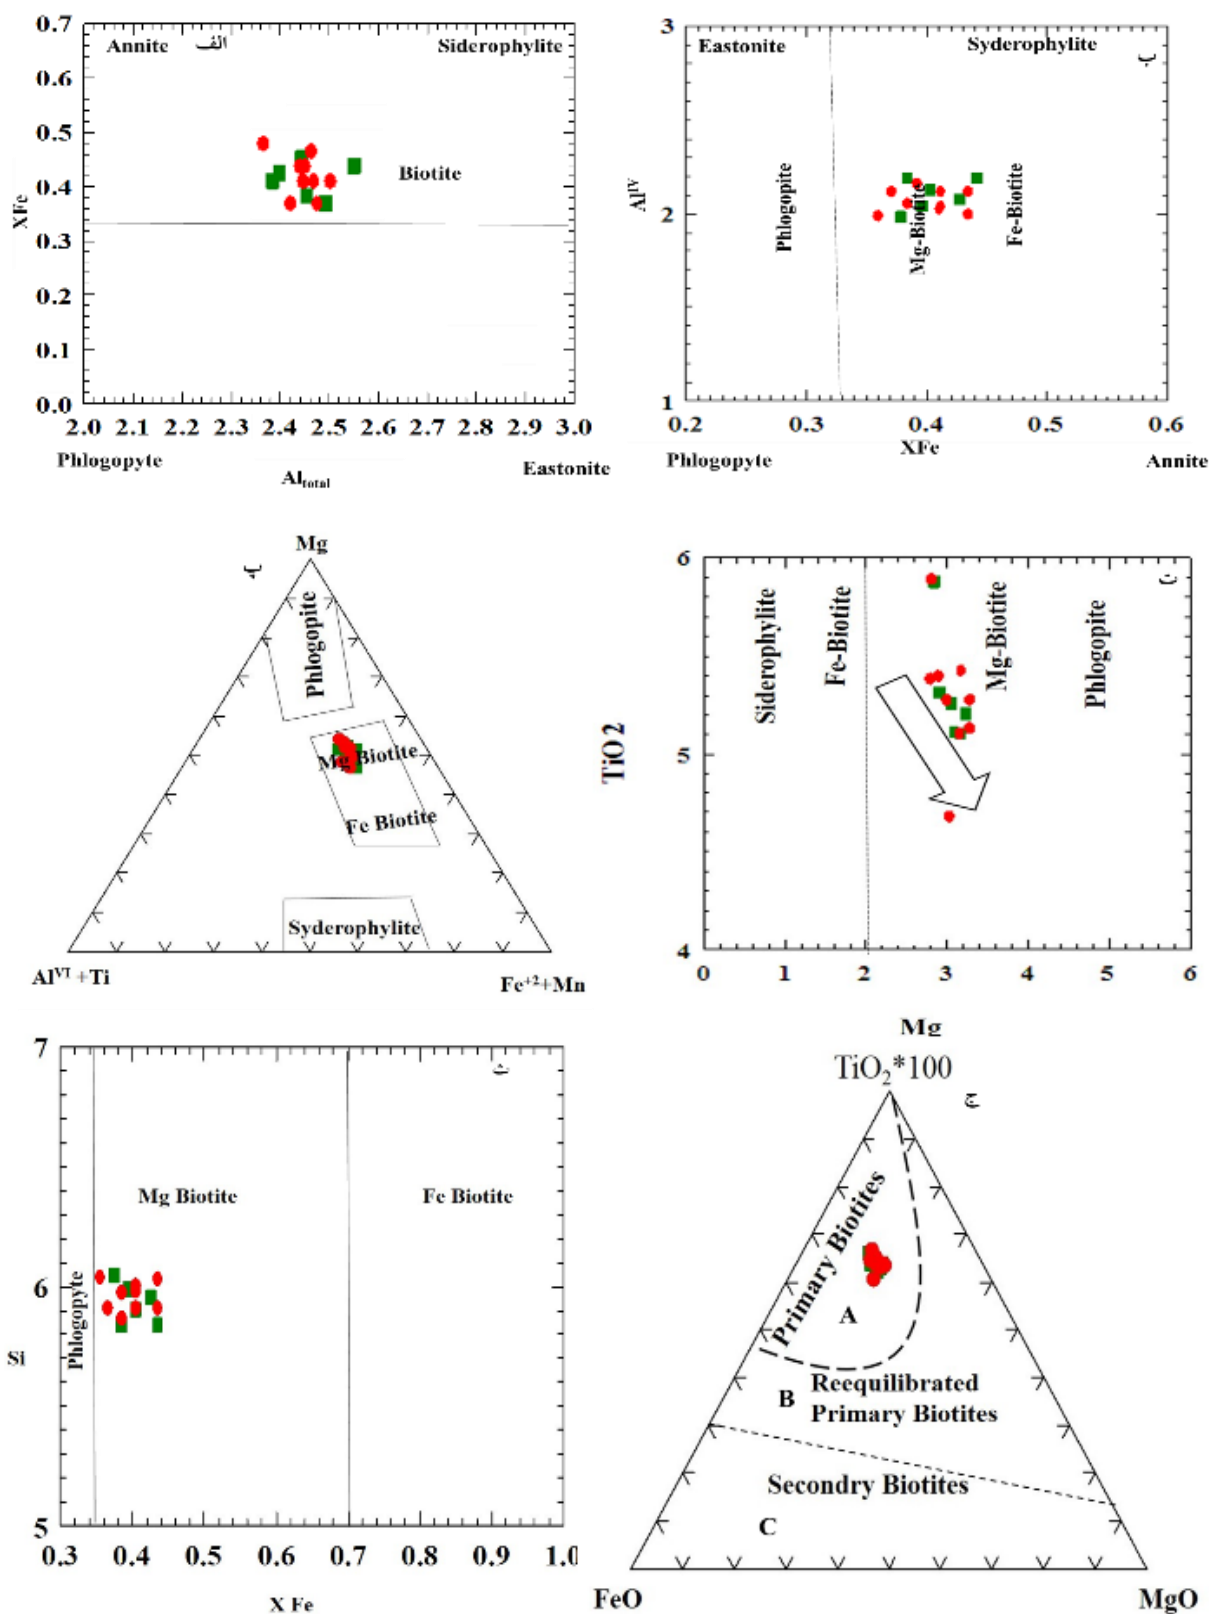 0.7
Annite الف Siderophylite
0.6
0.5
Biotite
0.4
XFe
0.3
0.2
0.1
0.0
2.0 2.1 2.2 2.3 2.4 2.5 2.6 2.7 2.8 2.9 3.0
Phlogopyte Eastonite
Al total
3
Eastonite Syderophylite
Al IV
Phlogopite
Mg-Biotite
Fe-Biotite
2
1
0.2 0.3 0.4 0.5 0.6
XFe
Phlogopite Annite
Mg
Phlogopite
Mg Biotite
Fe Biotite
Syderophylite
Al VI +Ti
Fe+2+Mn
6
Siderophylite
Fe-Biotite
Mg-Biotite
Phlogopite
TiO2
5
4
0 1 2 3 4 5 6
Mg
7
Mg Biotite Fe Biotite
6
Phlogopyte
Si
5
0.3 0.4 0.5 0.6 0.7 0.8 0.9 1.0
X Fe
TiO2*100
ج
Primary Biotites
A
B Reequilibrated
Primary Biotites
Secondry Biotites
C
FeO MgO